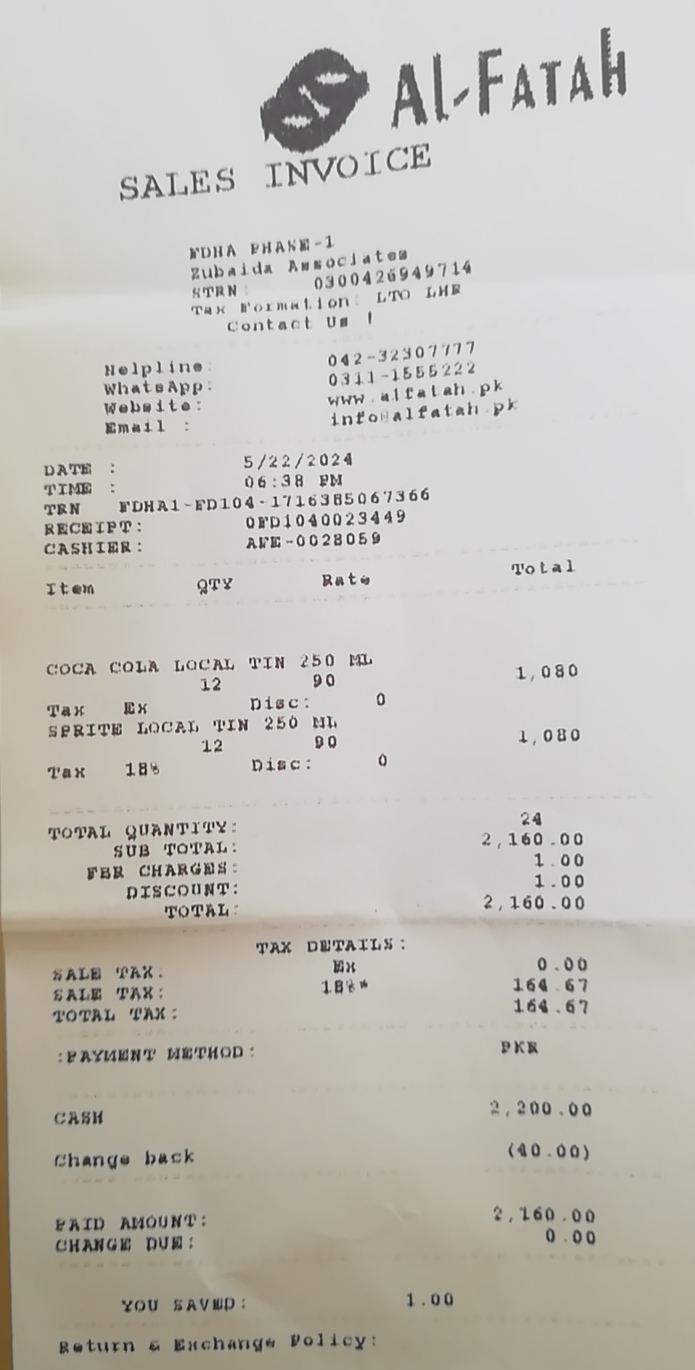 AL-FATAH
SALES INVOICE
FDHA PHASE-1
Zubaida Associates
STRN: 0300426949714
Tax Formation: LTO LHR
Contact Us !
Helpline: 042-32307777
WhatsApp: 0311-1555222
Website: www.alfatah.pk
Email : info@alfatah.pk
DATE : 5/22/2024
TIME : 06:38 PM
TRN FDHA1-FD104-1716385067366
RECEIPT: 0FD1040023449
CASHIER: AFE-0028059
Item QTY Rate Total
COCA COLA LOCAL TIN 250 ML
12 90 1,080
Tax Ex Disc: 0
SPRITE LOCAL TIN 250 ML
12 90 1,080
Tax 18% Disc: 0
TOTAL QUANTITY: 24
SUB TOTAL: 2,160.00
FBR CHARGES: 1.00
DISCOUNT: 1.00
TOTAL: 2,160.00
TAX DETAILS:
SALE TAX: Ex 0.00
SALE TAX: 18%* 164.67
TOTAL TAX: 164.67
:PAYMENT METHOD: PKR
CASH 2,200.00
Change back (40.00)
PAID AMOUNT: 2,160.00
CHANGE DUE: 0.00
YOU SAVED: 1.00
Return & Exchange Policy: